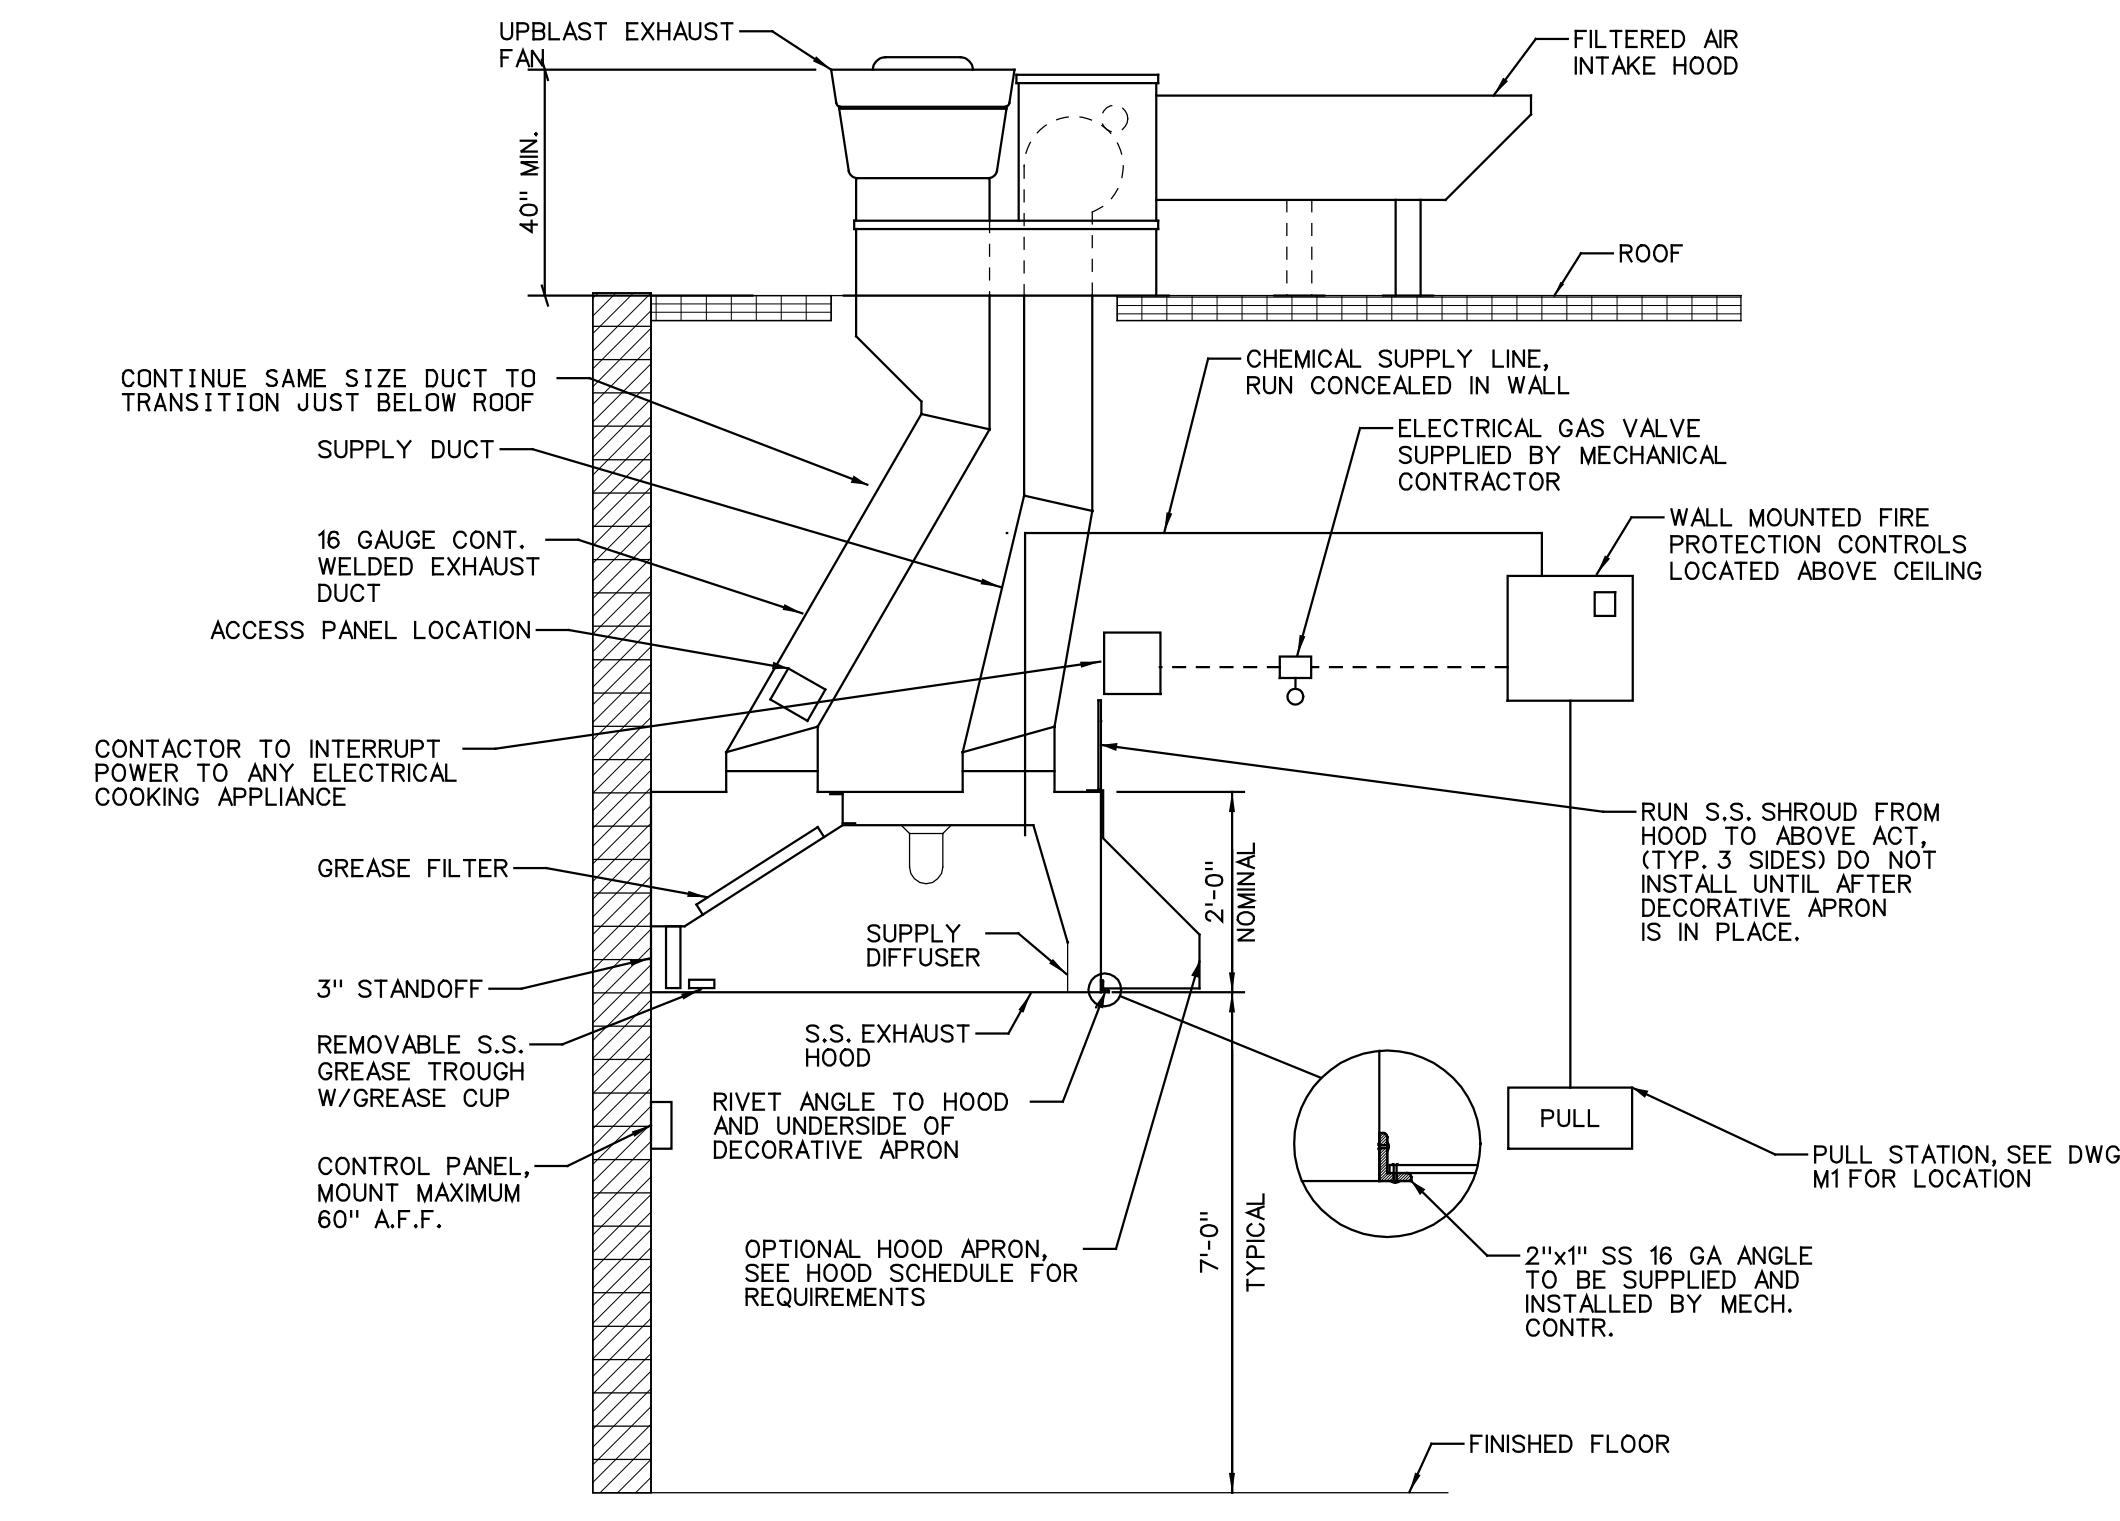 UPBLAST EXHAUST
FAN
FILTERED AIR
INTAKE HOOD
40" MIN.
ROOF
CONTINUE SAME SIZE DUCT TO
TRANSITION JUST BELOW ROOF
SUPPLY DUCT
16 GAUGE CONT.
WELDED EXHAUST
DUCT
ACCESS PANEL LOCATION
CONTACTOR TO INTERRUPT
POWER TO ANY ELECTRICAL
COOKING APPLIANCE
GREASE FILTER
3" STANDOFF
REMOVABLE S.S.
GREASE TROUGH
W/GREASE CUP
CONTROL PANEL,
MOUNT MAXIMUM
60" A.F.F.
CHEMICAL SUPPLY LINE,
RUN CONCEALED IN WALL
ELECTRICAL GAS VALVE
SUPPLIED BY MECHANICAL
CONTRACTOR
WALL MOUNTED FIRE
PROTECTION CONTROLS
LOCATED ABOVE CEILING
RUN S.S. SHROUD FROM
HOOD TO ABOVE ACT,
(TYP. 3 SIDES) DO NOT
INSTALL UNTIL AFTER
DECORATIVE APRON
IS IN PLACE.
2'-0"
NOMINAL
SUPPLY
DIFFUSER
S.S. EXHAUST
HOOD
RIVET ANGLE TO HOOD
AND UNDERSIDE OF
DECORATIVE APRON
OPTIONAL HOOD APRON,
SEE HOOD SCHEDULE FOR
REQUIREMENTS
7'-0"
TYPICAL
PULL
PULL STATION, SEE DWG
M1 FOR LOCATION
2"x1" SS 16 GA ANGLE
TO BE SUPPLIED AND
INSTALLED BY MECH.
CONTR.
FINISHED FLOOR